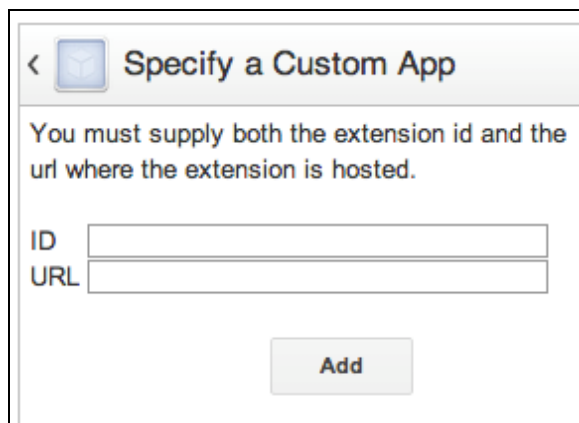 Specify a Custom App
You must supply both the extension id and the
url where the extension is hosted.
ID
URL
Add